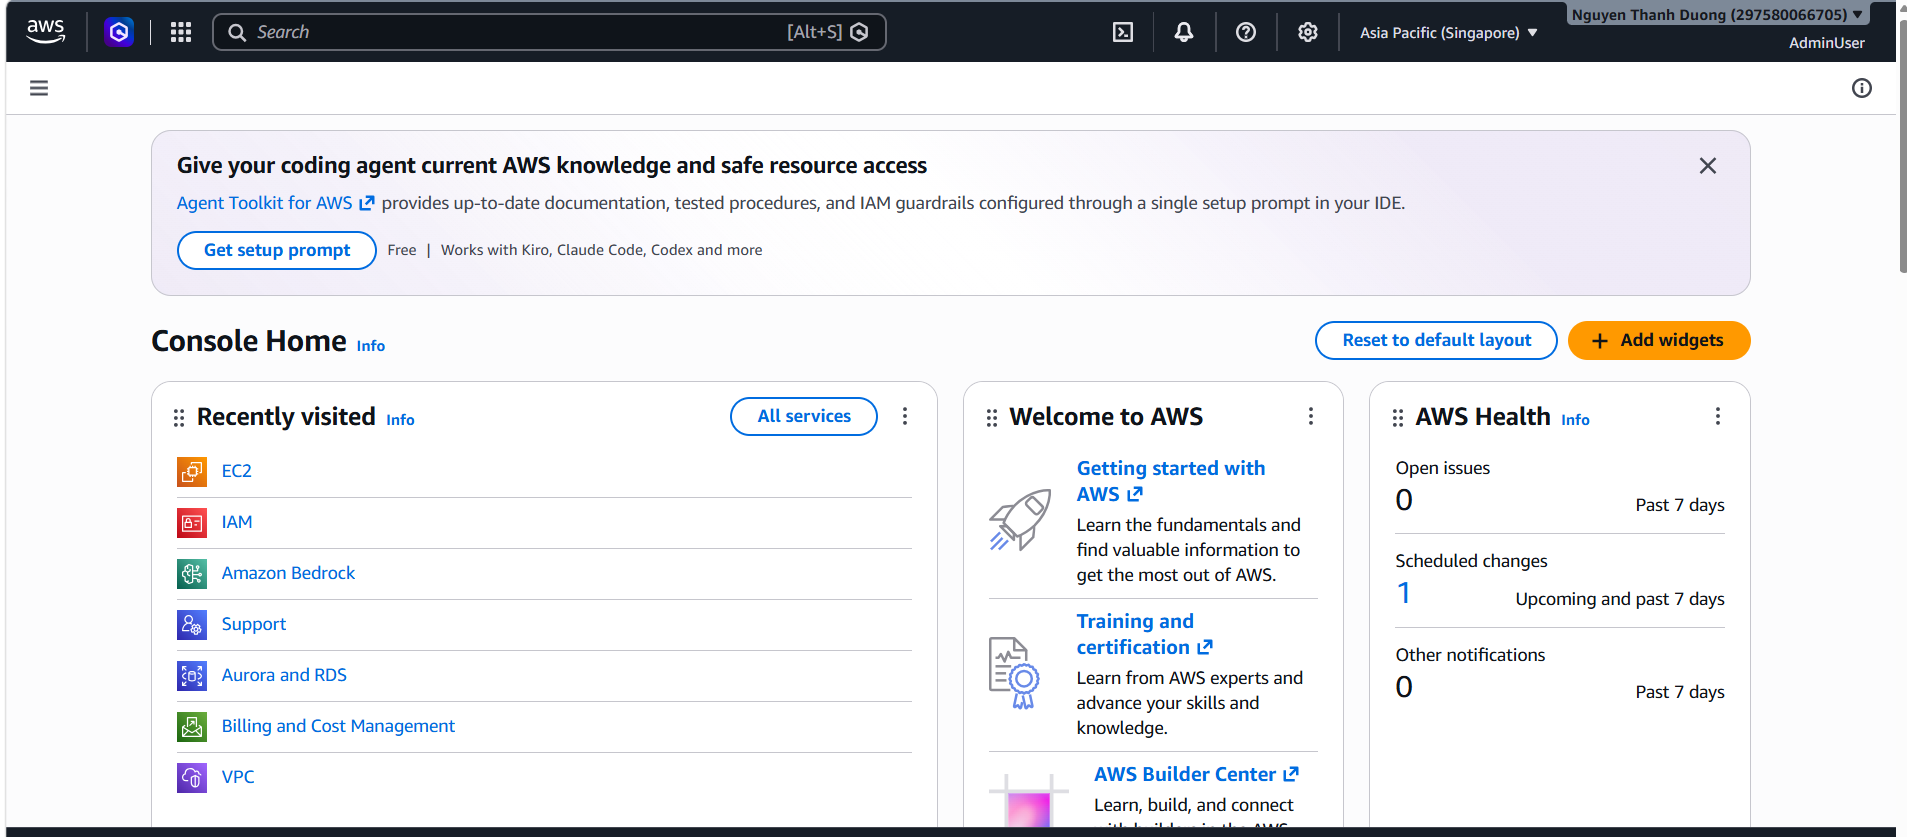 aws
Search
[Alt+S]
Asia Pacific (Singapore)
Nguyen Thanh Duong (297580066705)
AdminUser
Give your coding agent current AWS knowledge and safe resource access
Agent Toolkit for AWS provides up-to-date documentation, tested procedures, and IAM guardrails configured through a single setup prompt in your IDE.
Get setup prompt
Free | Works with Kiro, Claude Code, Codex and more
Console Home Info
Reset to default layout
+ Add widgets
Recently visited Info
All services
EC2
IAM
Amazon Bedrock
Support
Aurora and RDS
Billing and Cost Management
VPC
Welcome to AWS
Getting started with
AWS
Learn the fundamentals and
find valuable information to
get the most out of AWS.
Training and
certification
Learn from AWS experts and
advance your skills and
knowledge.
AWS Builder Center
Learn, build, and connect
with builders in the AWS
AWS Health Info
Open issues
0
Past 7 days
Scheduled changes
1
Upcoming and past 7 days
Other notifications
0
Past 7 days